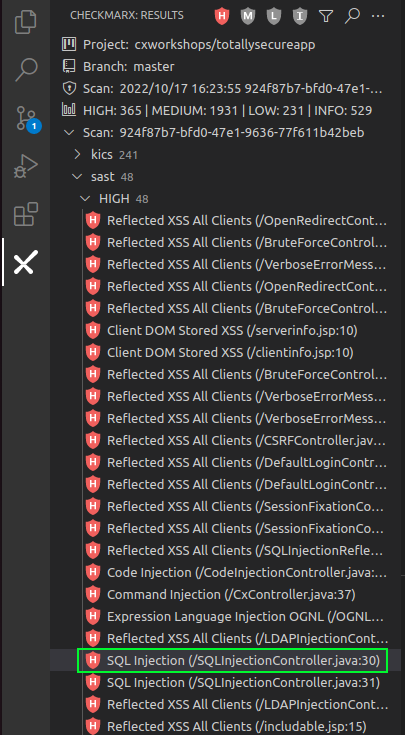 CHECKMARX: RESULTS
H M L I
Project: cxworkshops/totallysecureapp
Branch: master
Scan: 2022/10/17 16:23:55 924f87b7-bfd0-47e1-...
HIGH: 365 | MEDIUM: 1931 | LOW: 231 | INFO: 529
Scan: 924f87b7-bfd0-47e1-9636-77f611b42beb
1
kics 241
sast 48
HIGH 48
H Reflected XSS All Clients (/OpenRedirectCont...
H Reflected XSS All Clients (/BruteForceControl...
H Reflected XSS All Clients (/VerboseErrorMess...
H Reflected XSS All Clients (/OpenRedirectCont...
H Reflected XSS All Clients (/BruteForceControl...
H Client DOM Stored XSS (/serverinfo.jsp:10)
H Client DOM Stored XSS (/clientinfo.jsp:10)
H Reflected XSS All Clients (/BruteForceControl...
H Reflected XSS All Clients (/VerboseErrorMess...
H Reflected XSS All Clients (/VerboseErrorMess...
H Reflected XSS All Clients (/CSRFController.jav...
H Reflected XSS All Clients (/DefaultLoginContr...
H Reflected XSS All Clients (/DefaultLoginContr...
H Reflected XSS All Clients (/SessionFixationCo...
H Reflected XSS All Clients (/SessionFixationCo...
H Reflected XSS All Clients (/SQLInjectionRefle...
H Code Injection (/CodeInjectionController.java:...
H Command Injection (/CxController.java:37)
H Expression Language Injection OGNL (/OGNL...
H Reflected XSS All Clients (/LDAPInjectionCont...
H SQL Injection (/SQLInjectionController.java:30)
H SQL Injection (/SQLInjectionController.java:31)
H Reflected XSS All Clients (/LDAPInjectionCont...
H Reflected XSS All Clients (/includable.jsp:15)